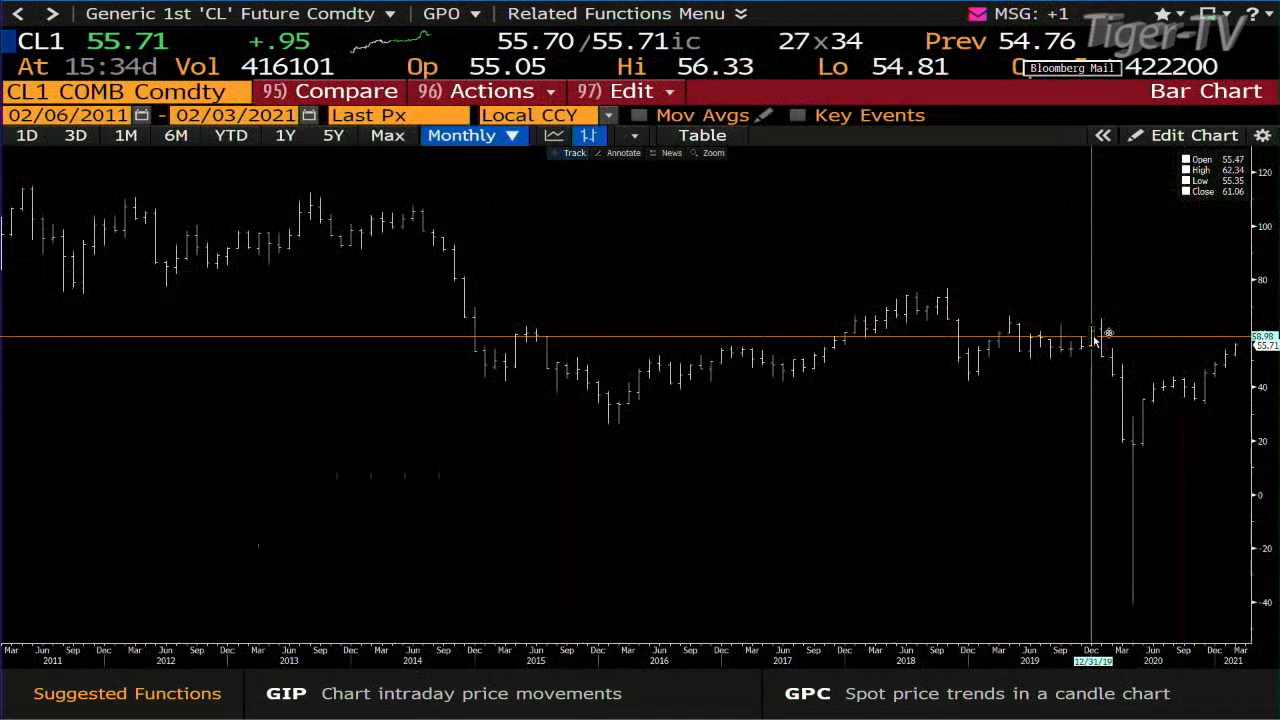 Generic 1st 'CL' Future Comdty GPO Related Functions Menu MSG: +1 ?
Tiger-TV
CL1 55.71 +.95 55.70/55.71ic 27x34 Prev 54.76
At 15:34d Vol 416101 Op 55.05 Hi 56.33 Lo 54.81 422200
Bloomberg Mail
CL1 COMB Comdty 95) Compare 96) Actions 97) Edit Bar Chart
02/06/2011 - 02/03/2021 Last Px Local CCY Mov Avgs Key Events
1D 3D 1M 6M YTD 1Y 5Y Max Monthly Table Edit Chart
Track Annotate News Zoom
Open 55.47
High 62.34
Low 55.35
Close 61.06
120
100
80
58.98
55.71
40
20
0
-20
-40
Mar Jun Sep Dec Mar Jun Sep Dec Mar Jun Sep Dec Mar Jun Sep Dec Mar Jun Sep Dec Mar Jun Sep Dec Mar Jun Sep Dec Mar Jun Sep Dec Mar Jun Sep Dec Mar Jun Sep Dec Mar
2011 2012 2013 2014 2015 2016 2017 2018 2019 12/31/19 2020 2021
Suggested Functions GIP Chart intraday price movements GPC Spot price trends in a candle chart